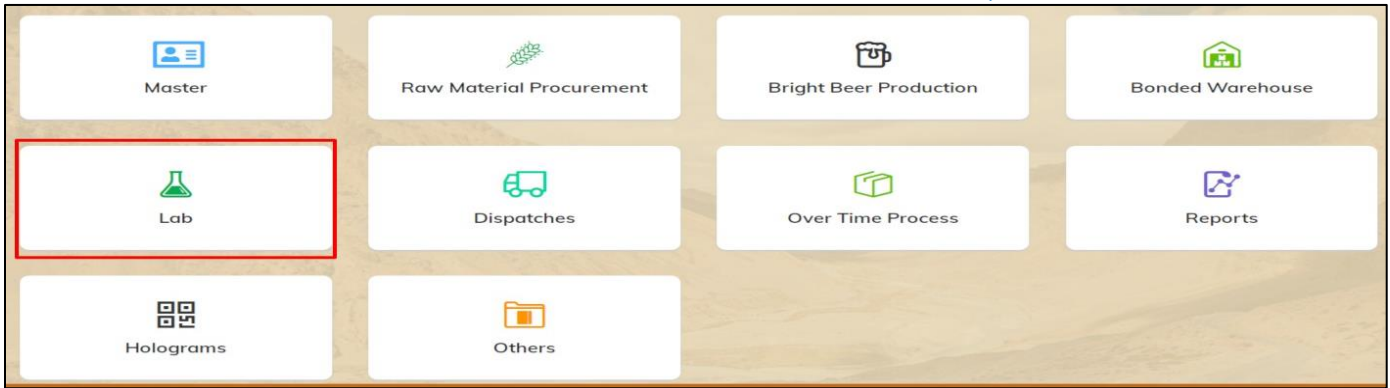 Master
Raw Material Procurement
Bright Beer Production
Bonded Warehouse
Lab
Dispatches
Over Time Process
Reports
Holograms
Others